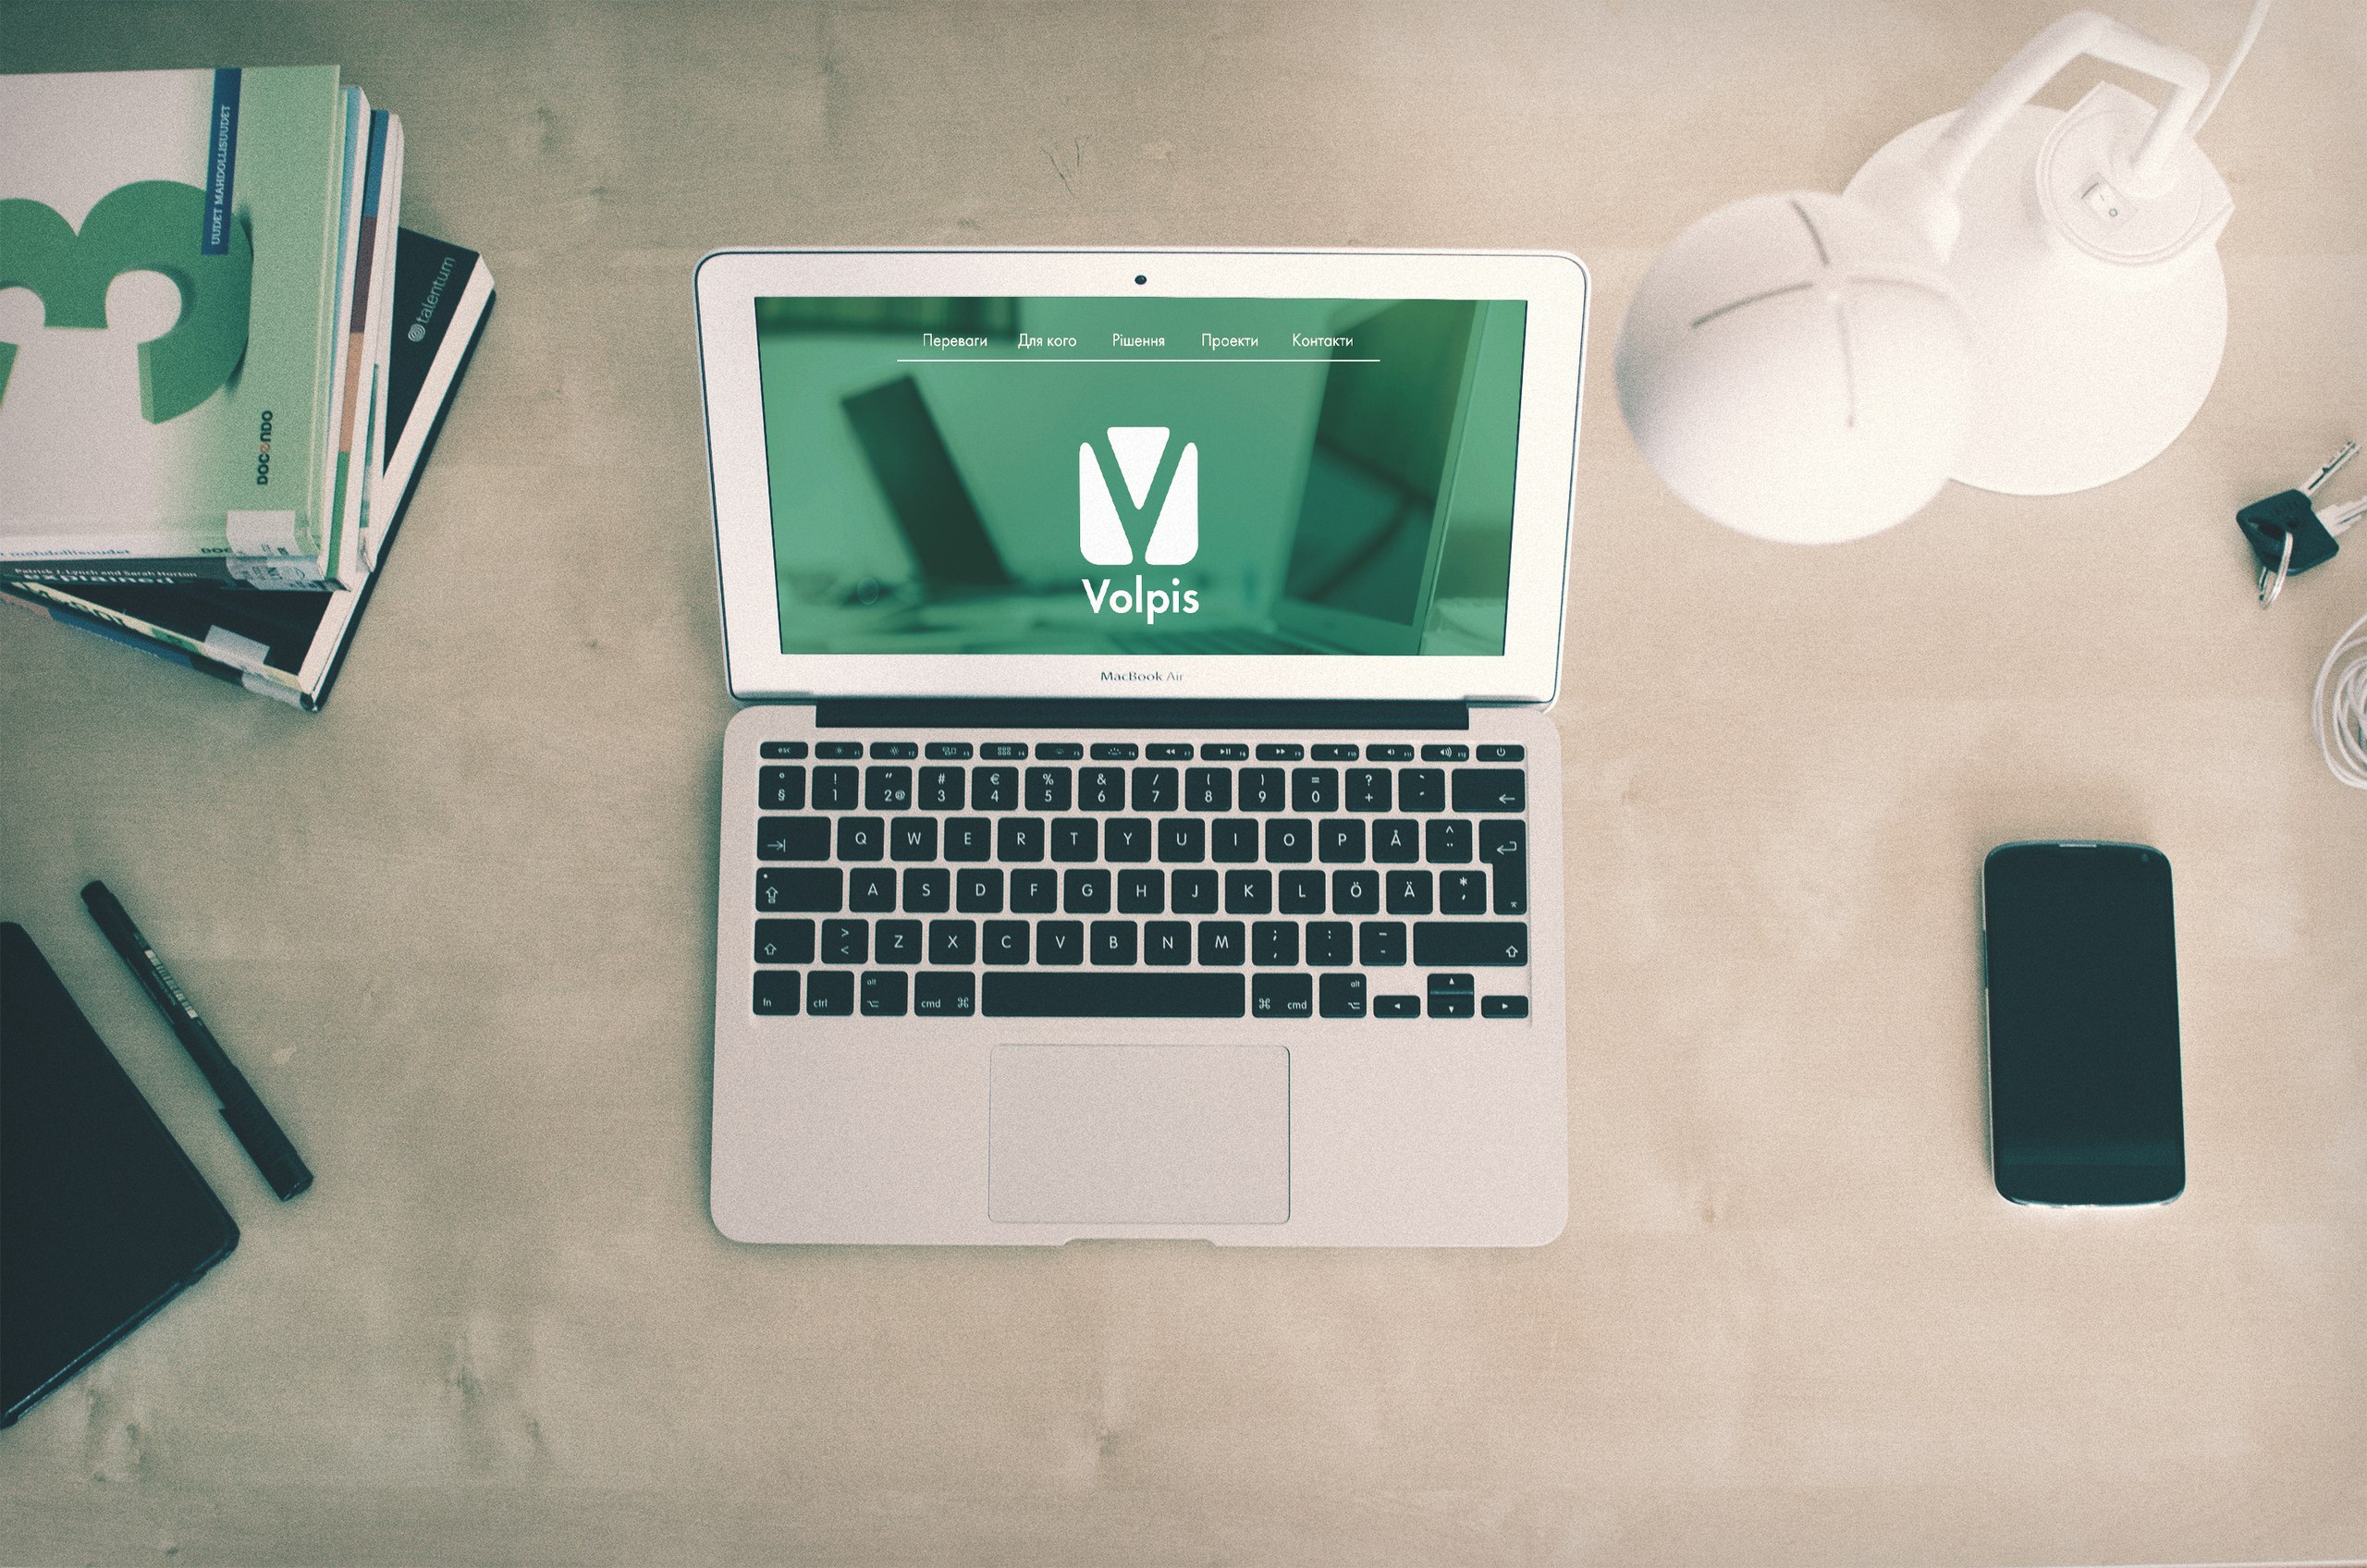 UUDET MAHDOLLISUUDET
DOCENDO
talentum
mahdollisuudet
Patrick J. Lynch and Sarah Horton
explained
Переваги Для кого Рішення Проекти Контакти
Volpis
MacBook Air
esc
° ! " # € % & / ( ) = ? `
§ 1 2 @ 3 4 5 6 7 8 9 0 + ´
Q W E R T Y U I O P Å ^ ¨
A S D F G H J K L Ö Ä * '
> < Z X C V B N M ; , : . _ -
fn ctrl alt cmd cmd alt